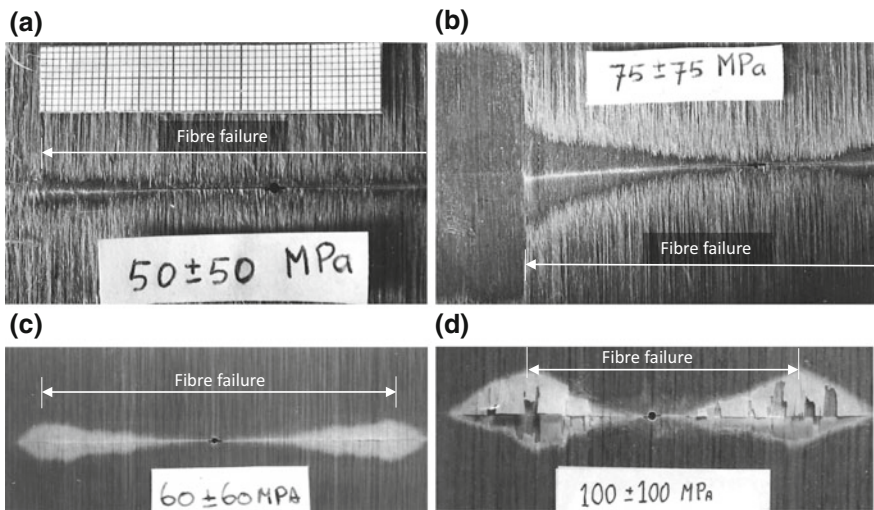 (a)
Fibre failure
50±50 MPa
(b)
75±75 MPa
Fibre failure
(c)
Fibre failure
60±60 MPA
(d)
Fibre failure
100±100 MPA